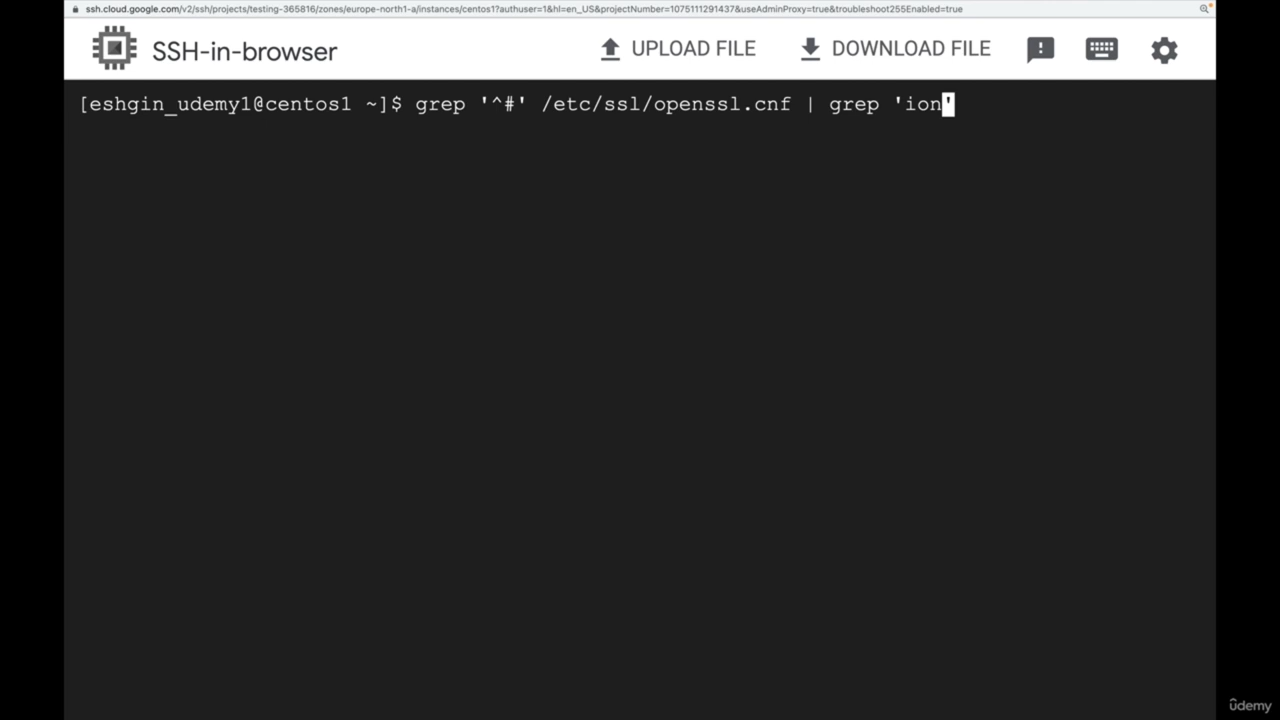 ssh.cloud.google.com/v2/ssh/projects/testing-365816/zones/europe-north1-a/instances/centos1?authuser=1&hl=en_US&projectNumber=1075111291437&useAdminProxy=true&troubleshoot255Enabled=true
SSH-in-browser UPLOAD FILE DOWNLOAD FILE
[eshgin_udemy1@centos1 ~]$ grep '^#' /etc/ssl/openssl.cnf | grep 'ion'
udemy